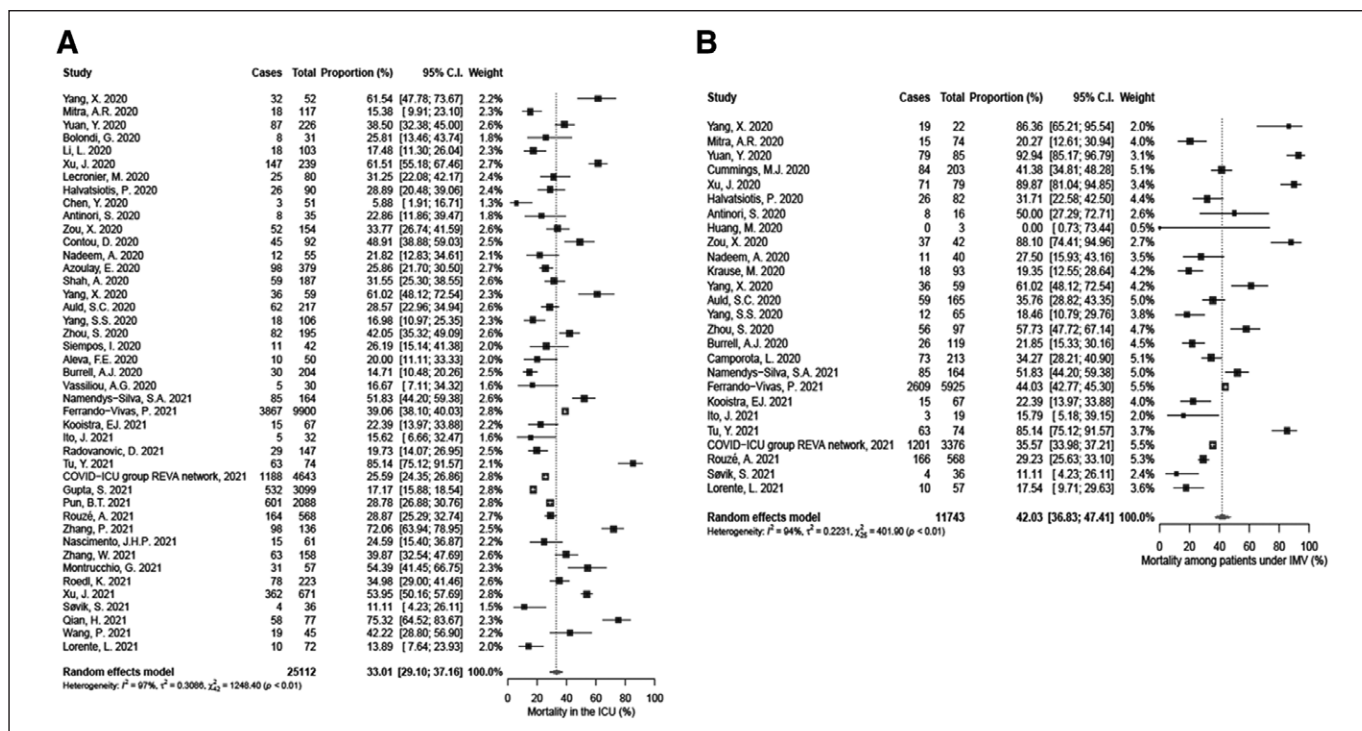 A
Study Cases Total Proportion (%) 95% C.I. Weight
Yang, X. 2020 32 52 61.54 [47.78; 73.67] 2.2%
Mitra, A.R. 2020 18 117 15.38 [ 9.91; 23.10] 2.3%
Yuan, Y. 2020 87 226 38.50 [32.38; 45.00] 2.7%
Bolondi, G. 2020 8 31 25.81 [13.46; 43.74] 1.8%
Li, L. 2020 18 103 17.48 [11.30; 26.04] 2.3%
Xu, J. 2020 147 239 61.51 [55.18; 67.46] 2.7%
Lecronier, M. 2020 25 80 31.25 [22.08; 42.17] 2.4%
Halvatsiotis, P. 2020 26 90 28.89 [20.48; 39.06] 2.4%
Chen, Y. 2020 3 51 5.88 [ 1.91; 16.71] 1.3%
Antinori, S. 2020 8 35 22.86 [11.86; 39.47] 1.8%
Zou, X. 2020 52 154 33.77 [26.74; 41.59] 2.6%
Contou, D. 2020 45 92 48.91 [38.88; 59.03] 2.5%
Nadeem, A. 2020 12 55 21.82 [12.83; 34.61] 2.1%
Azoulay, E. 2020 98 379 25.86 [21.70; 30.50] 2.7%
Shah, A. 2020 59 187 31.55 [25.30; 38.55] 2.6%
Yang, X. 2020 36 59 61.02 [48.12; 72.54] 2.3%
Auld, S.C. 2020 62 217 28.57 [22.96; 34.94] 2.6%
Yang, S.S. 2020 18 106 16.98 [10.97; 25.35] 2.3%
Zhou, S. 2020 82 195 42.05 [35.32; 49.09] 2.6%
Siempos, I. 2020 11 42 26.19 [15.14; 41.38] 2.0%
Aleva, F.E. 2020 10 50 20.00 [11.11; 33.33] 2.0%
Burrell, A.J. 2020 30 204 14.71 [10.48; 20.26] 2.5%
Vassiliou, A.G. 2020 5 30 16.67 [ 7.11; 34.32] 1.6%
Namendys-Silva, S.A. 2021 85 164 51.83 [44.20; 59.38] 2.6%
Ferrando-Vivas, P. 2021 3867 9900 39.06 [38.10; 40.03] 2.8%
Kooistra, EJ. 2021 15 67 22.39 [13.97; 33.88] 2.2%
Ito, J. 2021 5 32 15.62 [ 6.66; 32.47] 1.6%
Radovanovic, D. 2021 29 147 19.73 [14.07; 26.95] 2.5%
Tu, Y. 2021 63 74 85.14 [75.12; 91.57] 2.1%
COVID-ICU group REVA network, 2021 1188 4643 25.59 [24.35; 26.86] 2.8%
Gupta, S. 2021 532 3099 17.17 [15.88; 18.54] 2.8%
Pun, B.T. 2021 601 2088 28.78 [26.88; 30.76] 2.8%
Rouzé, A. 2021 164 568 28.87 [25.29; 32.74] 2.7%
Zhang, P. 2021 98 136 72.06 [63.94; 78.95] 2.5%
Nascimento, J.H.P. 2021 15 61 24.59 [15.40; 36.87] 2.2%
Zhang, W. 2021 63 158 39.87 [32.54; 47.69] 2.6%
Montrucchio, G. 2021 31 57 54.39 [41.45; 66.75] 2.3%
Roedl, K. 2021 78 223 34.98 [29.00; 41.46] 2.6%
Xu, J. 2021 362 671 53.95 [50.16; 57.69] 2.8%
Søvik, S. 2021 4 36 11.11 [ 4.23; 26.11] 1.5%
Qian, H. 2021 58 77 75.32 [64.52; 83.67] 2.3%
Wang, P. 2021 19 45 42.22 [28.80; 56.90] 2.2%
Lorente, L. 2021 10 72 13.89 [ 7.64; 23.93] 2.0%
Random effects model 25112 33.01 [29.10; 37.16] 100.0%
Heterogeneity: I² = 97%, τ² = 0.3086, χ²₄₂ = 1248.40 (p < 0.01)
20 40 60 80 100
Mortality in the ICU (%)
B
Study Cases Total Proportion (%) 95% C.I. Weight
Yang, X. 2020 19 22 86.36 [65.21; 95.54] 2.0%
Mitra, A.R. 2020 15 74 20.27 [12.61; 30.94] 4.0%
Yuan, Y. 2020 79 85 92.94 [85.17; 96.79] 3.1%
Cummings, M.J. 2020 84 203 41.38 [34.81; 48.28] 5.1%
Xu, J. 2020 71 79 89.87 [81.04; 94.85] 3.4%
Halvatsiotis, P. 2020 26 82 31.71 [22.58; 42.50] 4.4%
Antinori, S. 2020 8 16 50.00 [27.29; 72.71] 2.6%
Huang, M. 2020 0 3 0.00 [ 0.73; 73.44] 0.5%
Zou, X. 2020 37 42 88.10 [74.41; 94.96] 2.8%
Nadeem, A. 2020 11 40 27.50 [15.93; 43.16] 3.5%
Krause, M. 2020 18 93 19.35 [12.55; 28.64] 4.2%
Yang, X. 2020 36 59 61.02 [48.12; 72.54] 4.2%
Auld, S.C. 2020 59 165 35.76 [28.82; 43.35] 5.0%
Yang, S.S. 2020 12 65 18.46 [10.79; 29.76] 3.8%
Zhou, S. 2020 56 97 57.73 [47.72; 67.14] 4.7%
Burrell, A.J. 2020 26 119 21.85 [15.33; 30.16] 4.5%
Camporota, L. 2020 73 213 34.27 [28.21; 40.90] 5.1%
Namendys-Silva, S.A. 2021 85 164 51.83 [44.20; 59.38] 5.0%
Ferrando-Vivas, P. 2021 2609 5925 44.03 [42.77; 45.30] 5.5%
Kooistra, EJ. 2021 15 67 22.39 [13.97; 33.88] 4.0%
Ito, J. 2021 3 19 15.79 [ 5.18; 39.15] 2.0%
Tu, Y. 2021 63 74 85.14 [75.12; 91.57] 3.7%
COVID-ICU group REVA network, 2021 1201 3376 35.57 [33.98; 37.21] 5.5%
Rouzé, A. 2021 166 568 29.23 [25.63; 33.10] 5.4%
Søvik, S. 2021 4 36 11.11 [ 4.23; 26.11] 2.4%
Lorente, L. 2021 10 57 17.54 [ 9.71; 29.63] 3.6%
Random effects model 11743 42.03 [36.83; 47.41] 100.0%
Heterogeneity: I² = 94%, τ² = 0.2231, χ²₂₅ = 401.90 (p < 0.01)
0 20 40 60 80 100
Mortality among patients under IMV (%)